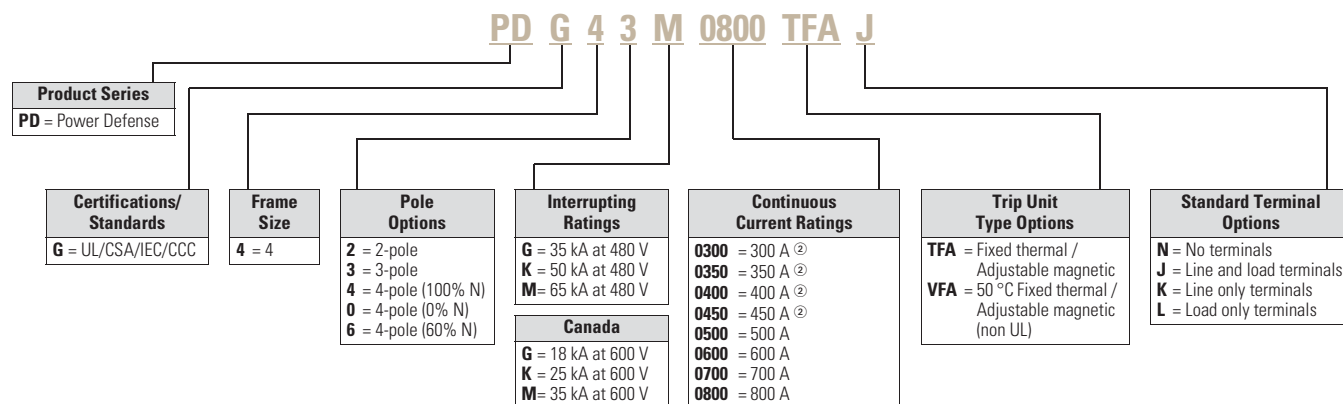 PD G 4 3 M 0800 TFA J
Product Series
PD = Power Defense
Certifications/
Standards
G = UL/CSA/IEC/CCC
Frame
Size
4 = 4
Pole
Options
2 = 2-pole
3 = 3-pole
4 = 4-pole (100% N)
0 = 4-pole (0% N)
6 = 4-pole (60% N)
Interrupting
Ratings
G = 35 kA at 480 V
K = 50 kA at 480 V
M= 65 kA at 480 V
Canada
G = 18 kA at 600 V
K = 25 kA at 600 V
M= 35 kA at 600 V
Continuous
Current Ratings
0300 = 300 A ②
0350 = 350 A ②
0400 = 400 A ②
0450 = 450 A ②
0500 = 500 A
0600 = 600 A
0700 = 700 A
0800 = 800 A
Trip Unit
Type Options
TFA = Fixed thermal /
Adjustable magnetic
VFA = 50 °C Fixed thermal /
Adjustable magnetic
(non UL)
Standard Terminal
Options
N = No terminals
J = Line and load terminals
K = Line only terminals
L = Load only terminals